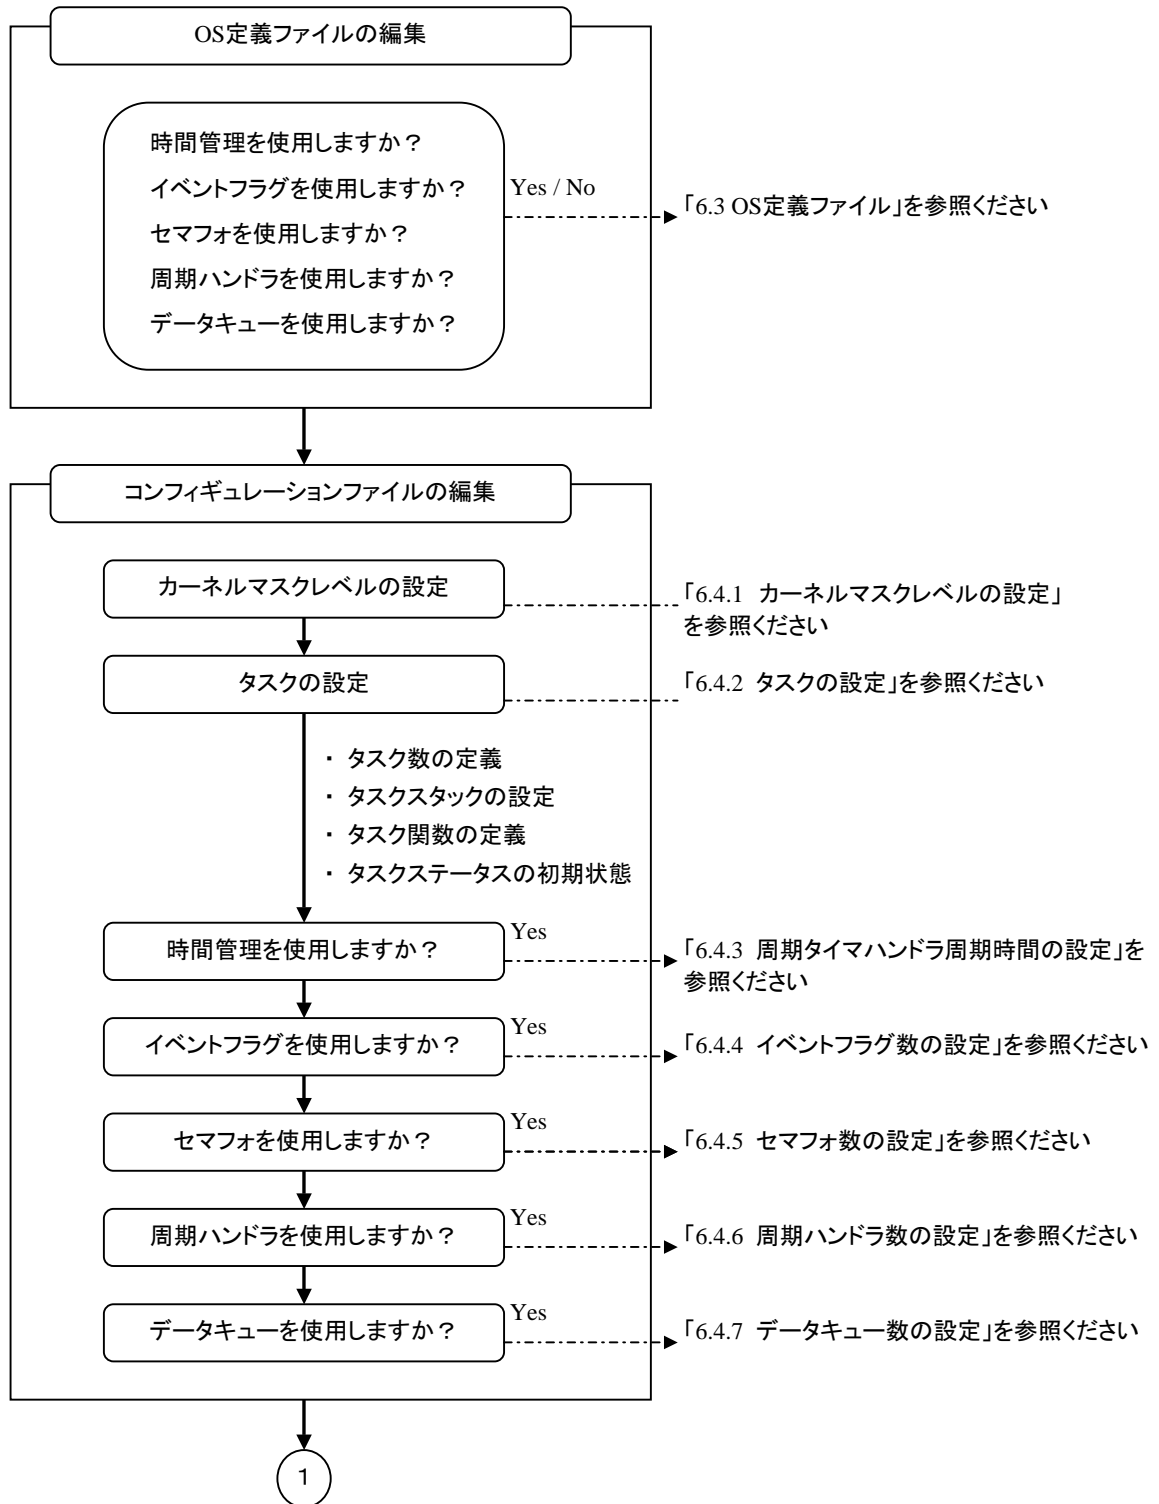 OS定義ファイルの編集
時間管理を使用しますか？
イベントフラグを使用しますか？
セマフォを使用しますか？
周期ハンドラを使用しますか？
データキューを使用しますか？
Yes / No
「6.3 OS定義ファイル」を参照ください
コンフィギュレーションファイルの編集
カーネルマスクレベルの設定
「6.4.1 カーネルマスクレベルの設定」
を参照ください
タスクの設定
「6.4.2 タスクの設定」を参照ください
・ タスク数の定義
・ タスクスタックの設定
・ タスク関数の定義
・ タスクステータスの初期状態
時間管理を使用しますか？
Yes
「6.4.3 周期タイマハンドラ周期時間の設定」を
参照ください
イベントフラグを使用しますか？
Yes
「6.4.4 イベントフラグ数の設定」を参照ください
セマフォを使用しますか？
Yes
「6.4.5 セマフォ数の設定」を参照ください
周期ハンドラを使用しますか？
Yes
「6.4.6 周期ハンドラ数の設定」を参照ください
データキューを使用しますか？
Yes
「6.4.7 データキュー数の設定」を参照ください
1